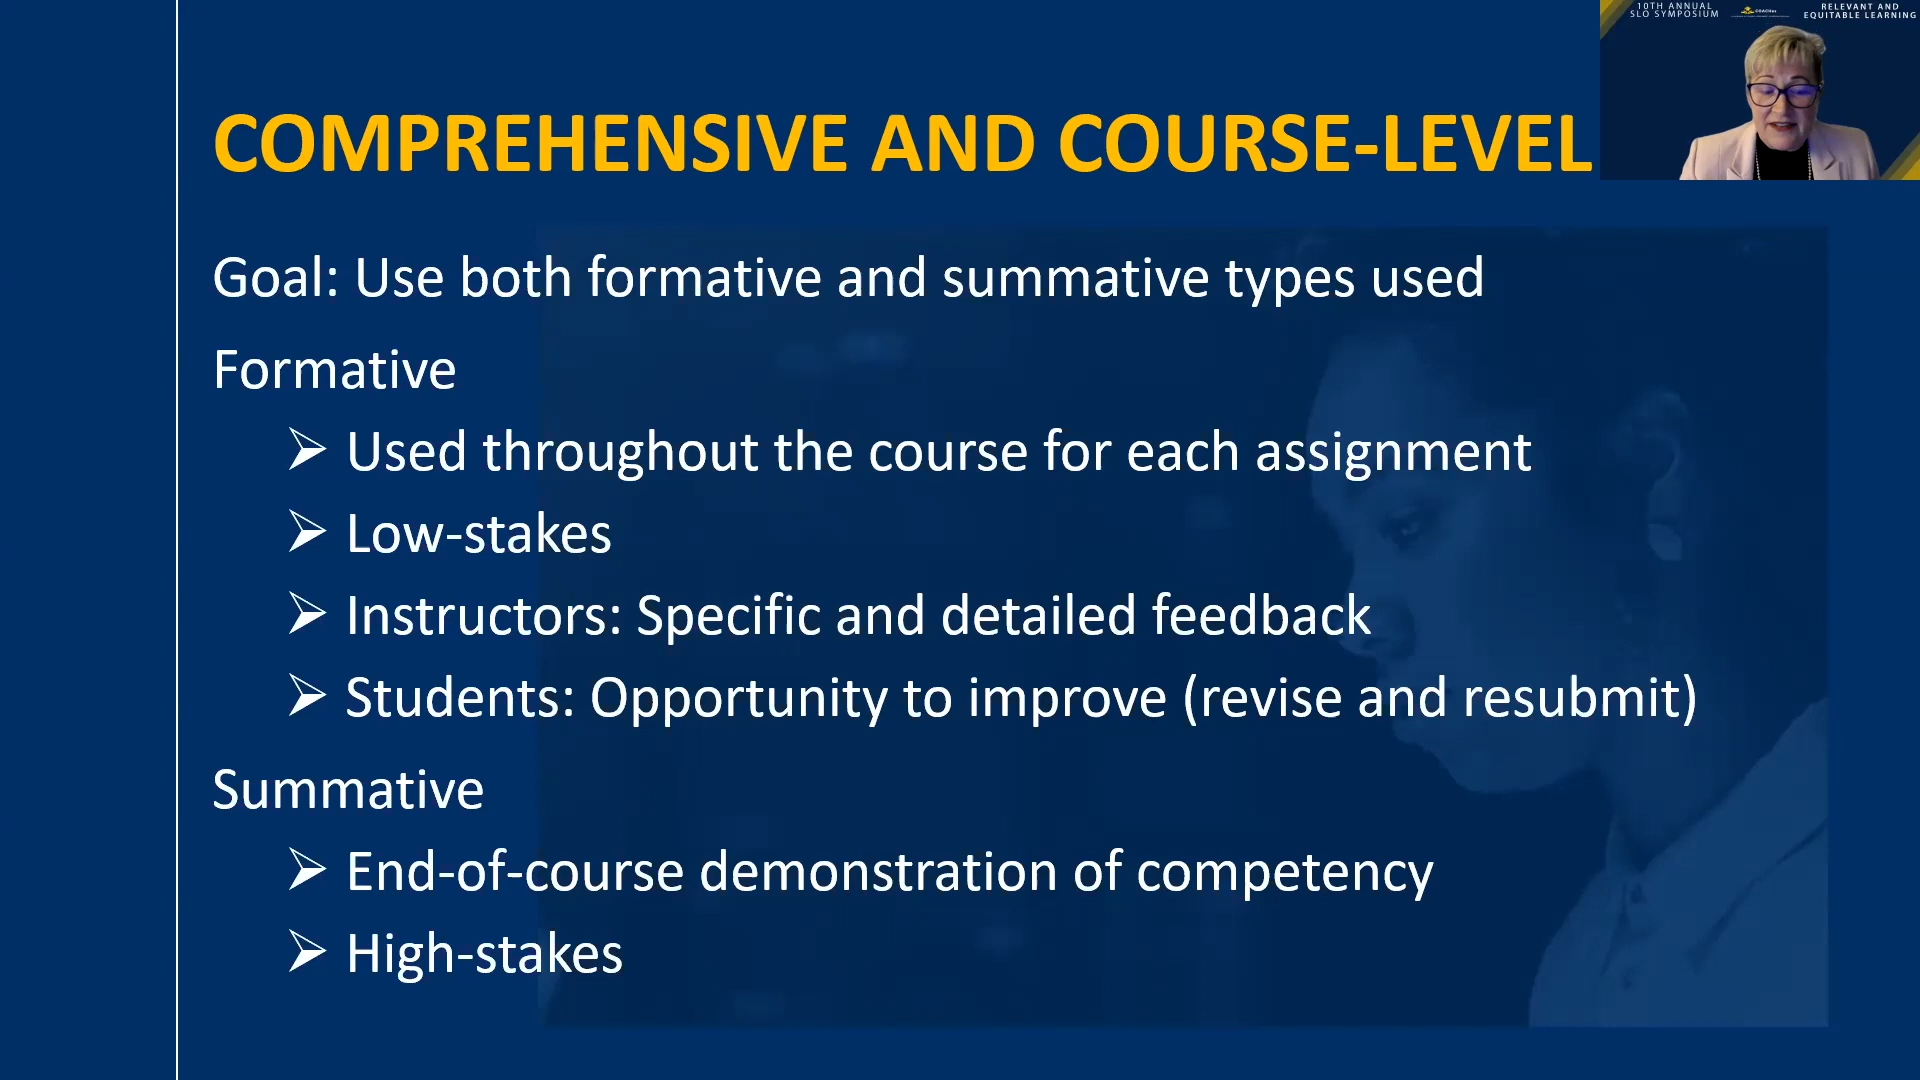 10TH ANNUAL
SLO SYMPOSIUM
COACHes
RELEVANT AND
EQUITABLE LEARNING
COMPREHENSIVE AND COURSE-LEVEL
Goal: Use both formative and summative types used
Formative
➢ Used throughout the course for each assignment
➢ Low-stakes
➢ Instructors: Specific and detailed feedback
➢ Students: Opportunity to improve (revise and resubmit)
Summative
➢ End-of-course demonstration of competency
➢ High-stakes